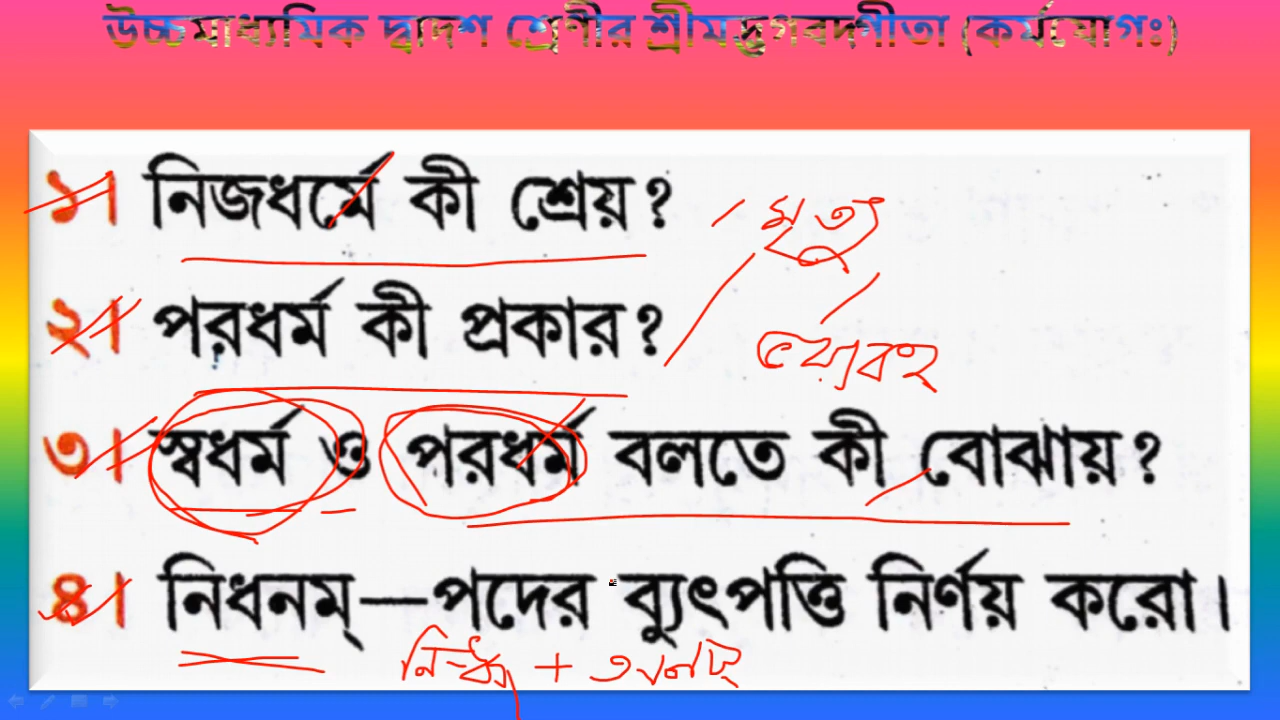 উচ্চমাধ্যমিক দ্বাদশ শ্রেণীর শ্রীমদ্ভগবদ্গীতা (কর্মযোগঃ)
১। নিজধর্মে কী শ্রেয়?
মৃত্যু
২। পরধর্ম কী প্রকার?
ভয়াবহ
৩। স্বধর্ম ও পরধর্ম বলতে কী বোঝায়?
৪। নিধনম্—পদের ব্যুৎপত্তি নির্ণয় করো।